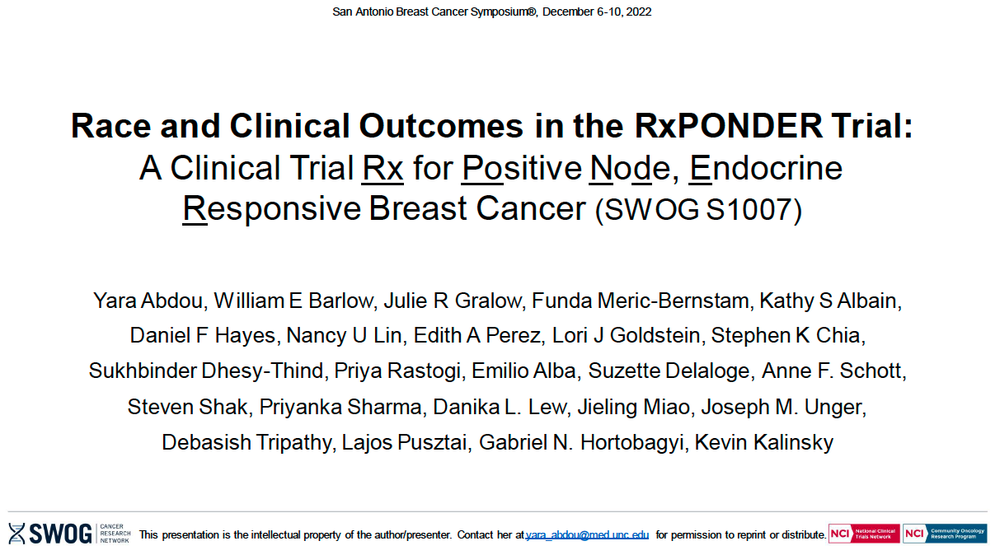 San Antonio Breast Cancer Symposium®, December 6-10, 2022
Race and Clinical Outcomes in the RxPONDER Trial:
A Clinical Trial Rx for Positive Node, Endocrine
Responsive Breast Cancer (SWOG S1007)
Yara Abdou, William E Barlow, Julie R Gralow, Funda Meric-Bernstam, Kathy S Albain,
Daniel F Hayes, Nancy U Lin, Edith A Perez, Lori J Goldstein, Stephen K Chia,
Sukhbinder Dhesy-Thind, Priya Rastogi, Emilio Alba, Suzette Delaloge, Anne F. Schott,
Steven Shak, Priyanka Sharma, Danika L. Lew, Jieling Miao, Joseph M. Unger,
Debasish Tripathy, Lajos Pusztai, Gabriel N. Hortobagyi, Kevin Kalinsky
SWOG CANCER
RESEARCH
NETWORK
This presentation is the intellectual property of the author/presenter. Contact her at yara_abdou@med.unc.edu for permission to reprint or distribute.
NCI National Clinical
Trials Network
NCI Community Oncology
Research Program